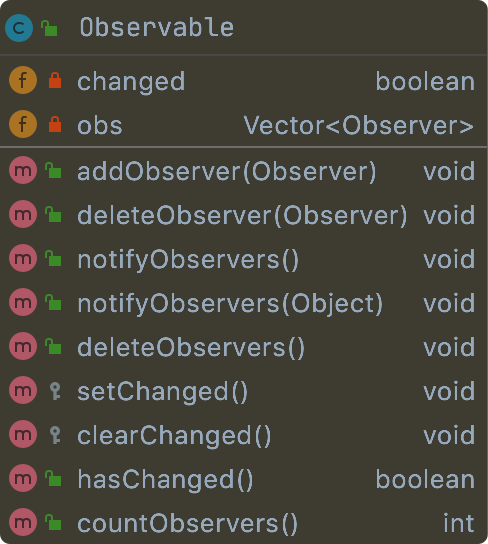 C Observable
f changed boolean
f obs Vector<Observer>
m addObserver(Observer) void
m deleteObserver(Observer) void
m notifyObservers() void
m notifyObservers(Object) void
m deleteObservers() void
m setChanged() void
m clearChanged() void
m hasChanged() boolean
m countObservers() int